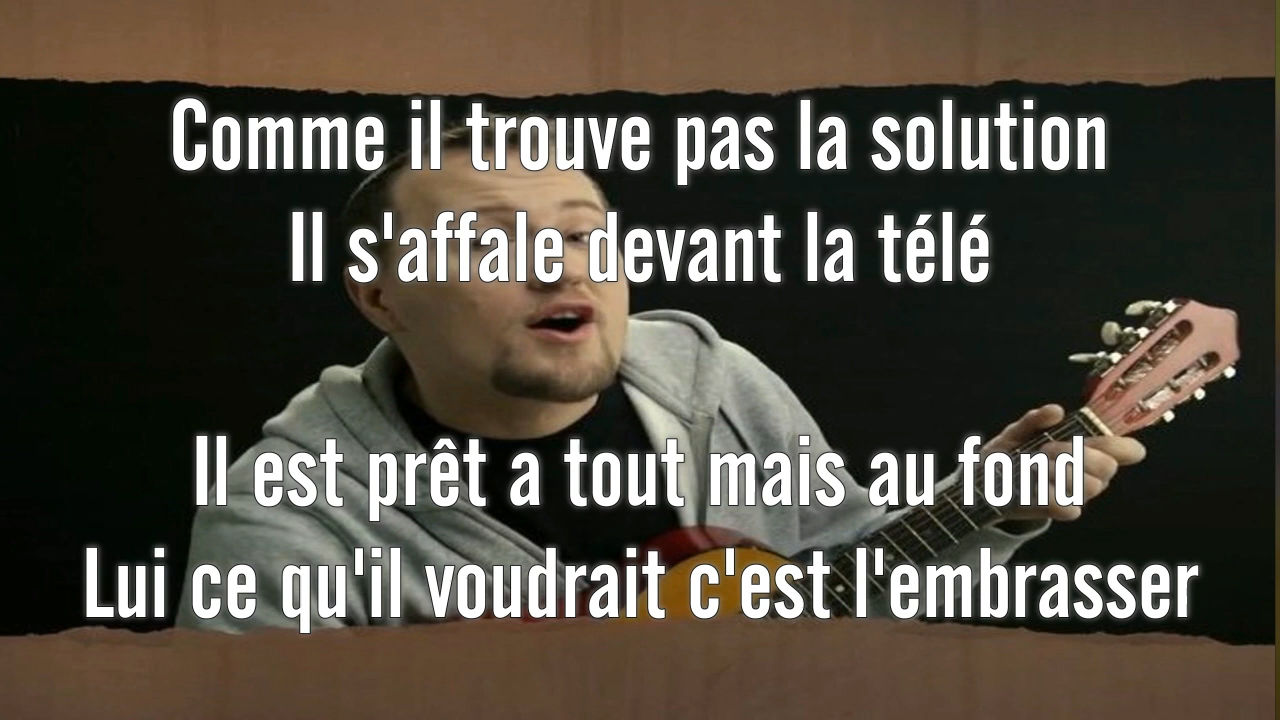 Comme il trouve pas la solution
Il s'affale devant la télé
Il est prêt a tout mais au fond
Lui ce qu'il voudrait c'est l'embrasser